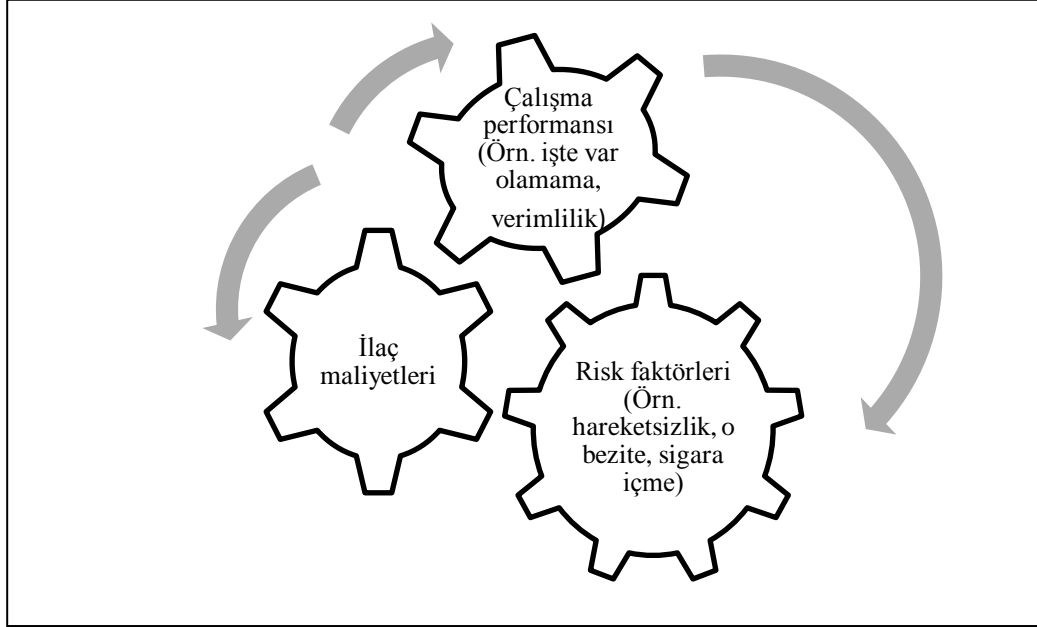 Çalışma
performansı
(Örn. işte var
olamama,
verimlilik)
İlaç
maliyetleri
Risk faktörleri
(Örn.
hareketsizlik, o
bezite, sigara
içme)